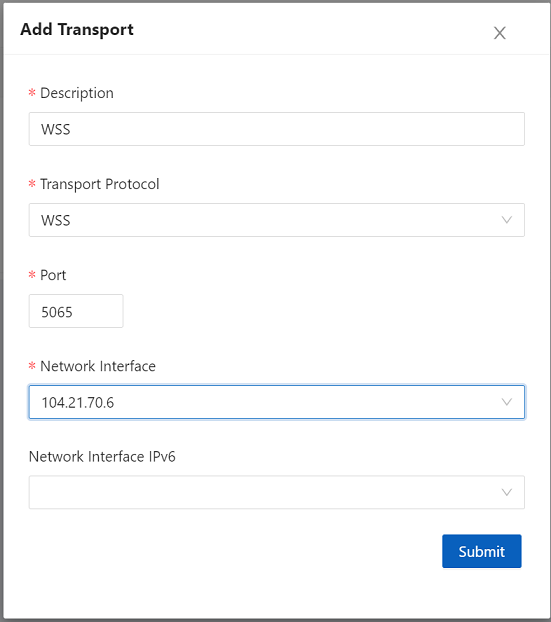 Add Transport
* Description
WSS
* Transport Protocol
WSS
* Port
5065
* Network Interface
104.21.70.6
Network Interface IPv6
Submit